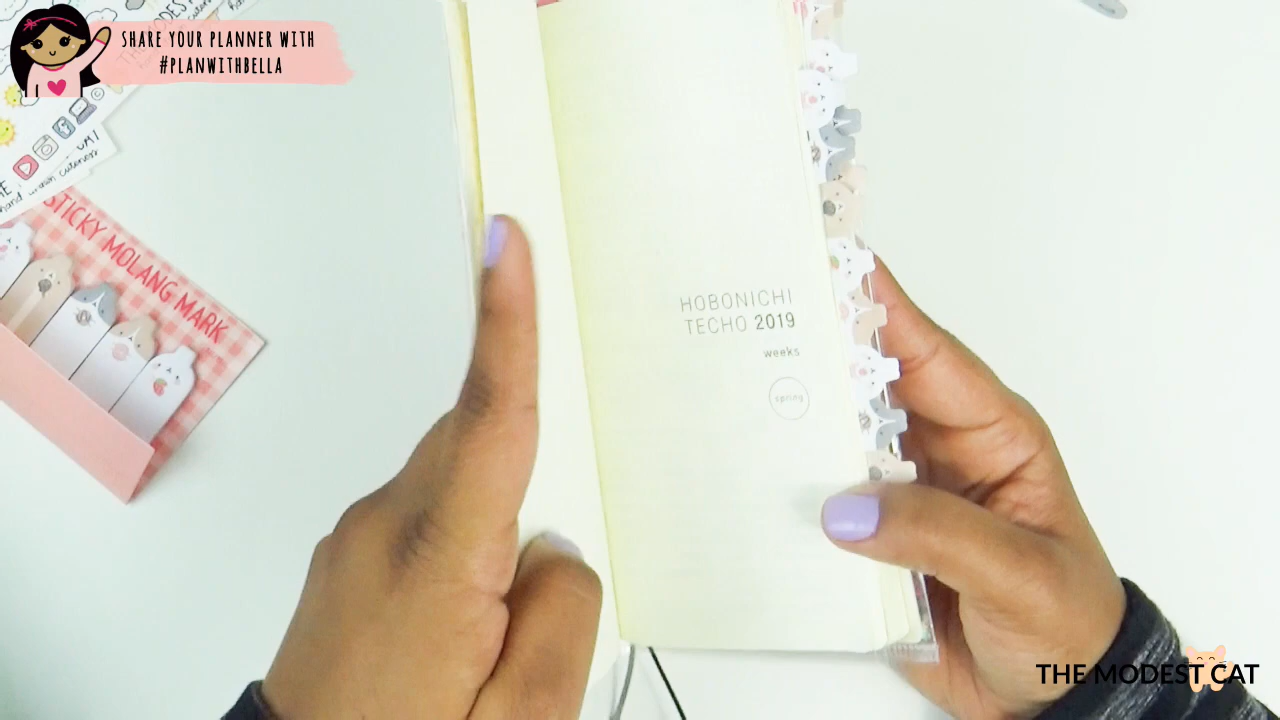 SHARE YOUR PLANNER WITH
#PLANWITHBELLA
STICKY MOLANG MARK
HOBONICHI
TECHO 2019
weeks
spring
THE MODEST CAT